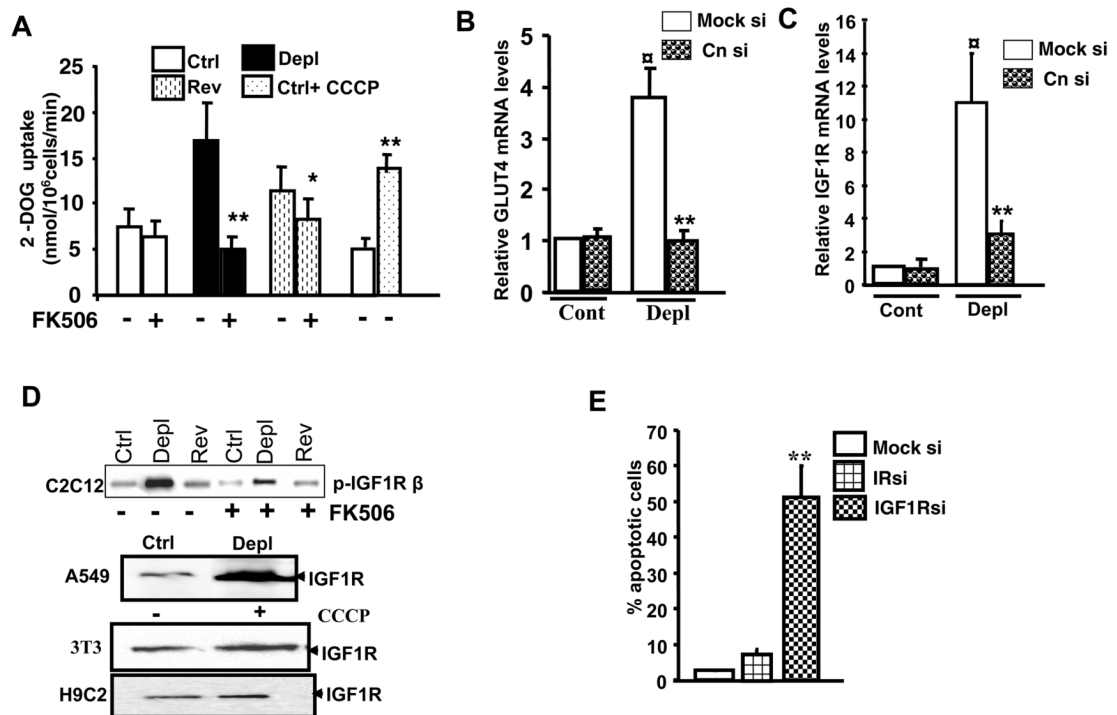 A
Ctrl
Depl
Rev
Ctrl+ CCCP
2 -DOG uptake
(nmol/10⁶cells/min)
25
20
15
10
5
0
**
*
**
FK506 - + - + - + - -
B
Mock si
Cn si
Relative GLUT4 mRNA levels
5
4
3
2
1
0
¤
**
Cont Depl
C
Mock si
Cn si
Relative IGF1R mRNA levels
16
14
12
10
8
6
4
2
0
¤
**
Cont Depl
D
Ctrl Depl Rev Ctrl Depl Rev
C2C12 p-IGF1R β
- - - + + + FK506
Ctrl Depl
A549 IGF1R
- + CCCP
3T3 IGF1R
H9C2 IGF1R
E
Mock si
IRsi
IGF1Rsi
% apoptotic cells
70
60
50
40
30
20
10
0
**